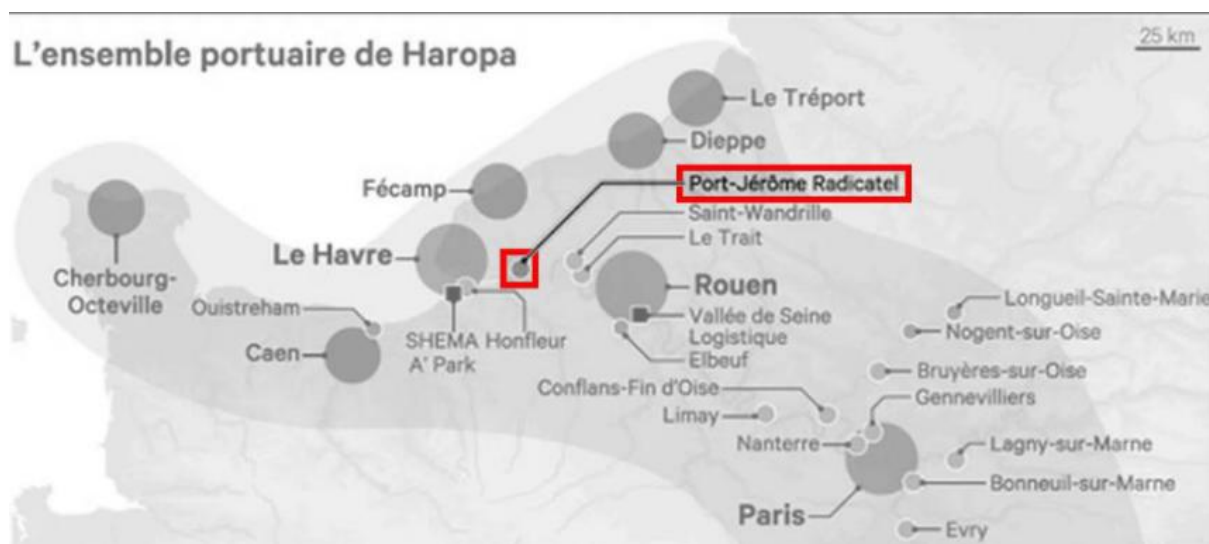 L'ensemble portuaire de Haropa
25 km
Le Tréport
Dieppe
Fécamp
Port-Jérôme Radicatel
Saint-Wandrille
Le Trait
Le Havre
Cherbourg-
Octeville
Rouen
Ouistreham
Longueil-Sainte-Marie
Vallée de Seine
Logistique
Nogent-sur-Oise
Caen
SHEMA
A' Park
Honfleur
Elbeuf
Bruyères-sur-Oise
Conflans-Fin d'Oise
Gennevilliers
Limay
Nanterre
Lagny-sur-Marne
Bonneuil-sur-Marne
Paris
Evry